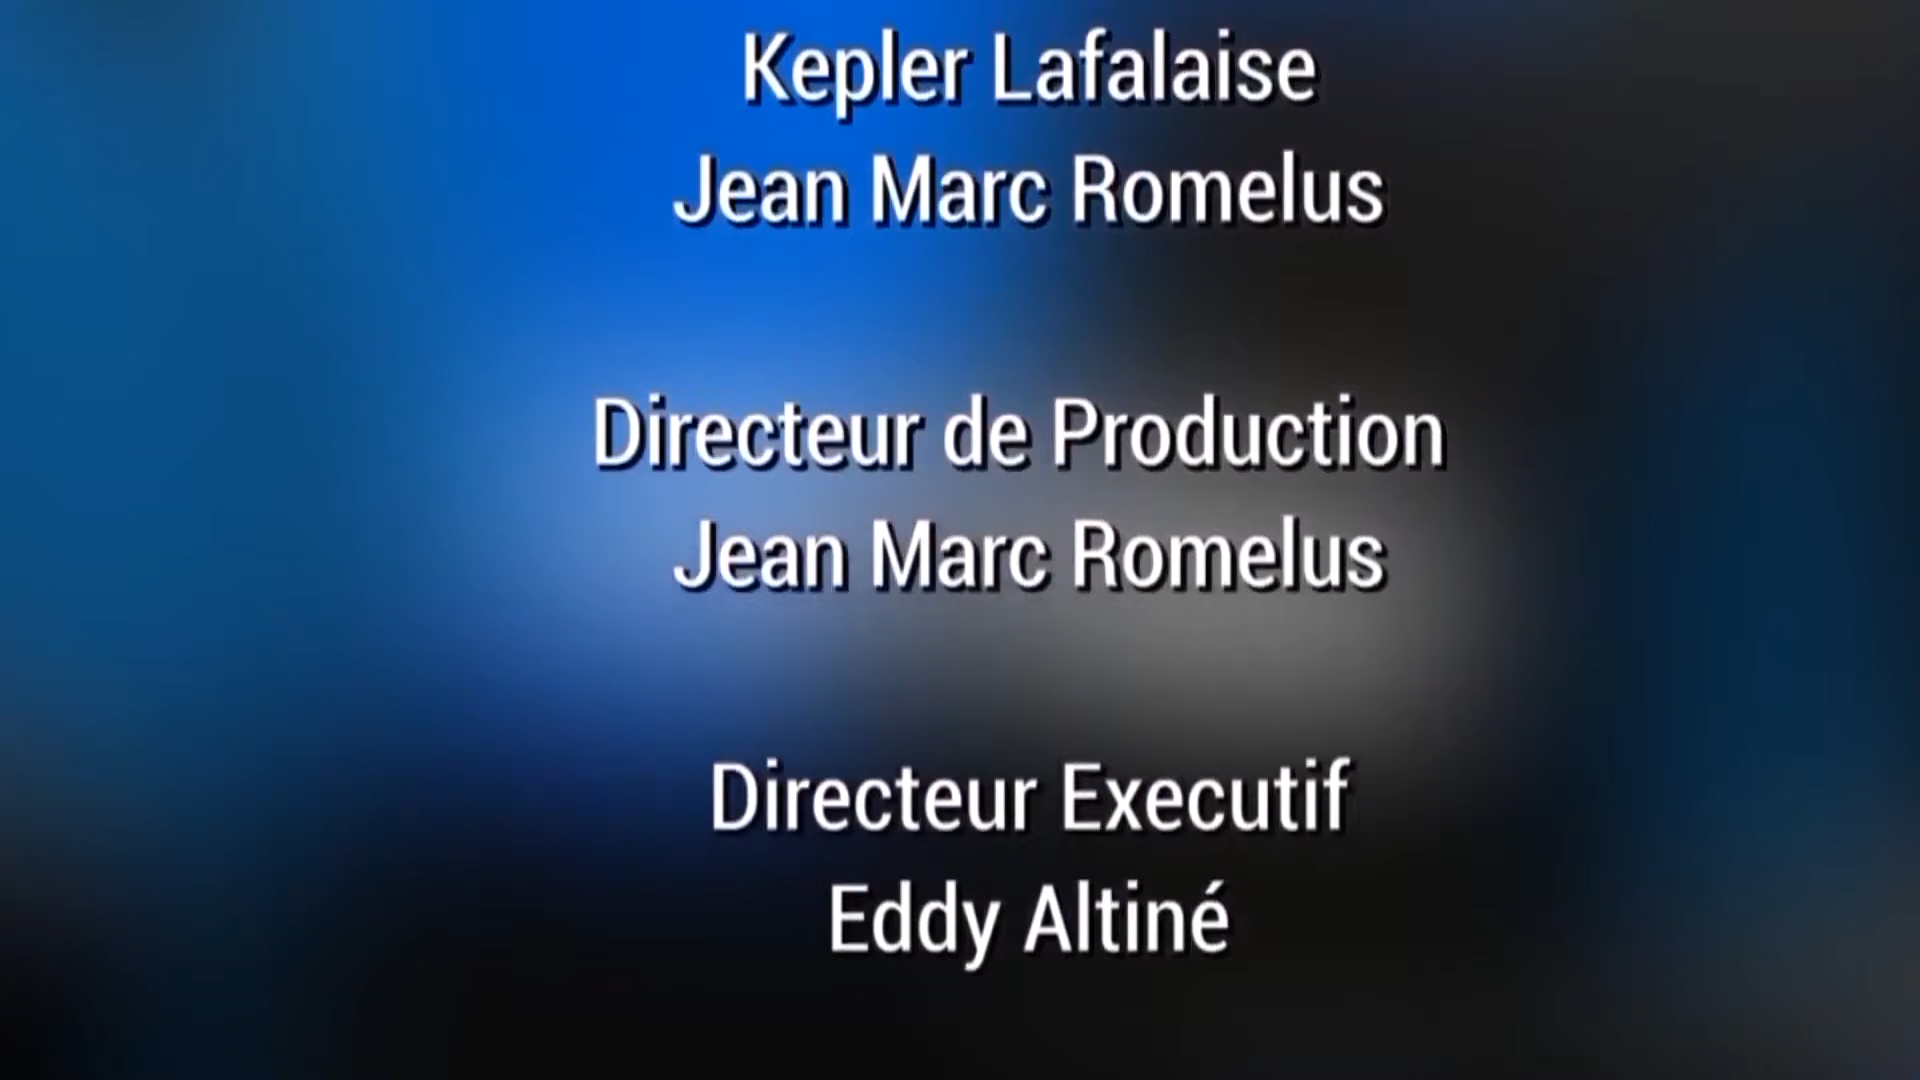 Kepler Lafalaise
Jean Marc Romelus
Directeur de Production
Jean Marc Romelus
Directeur Executif
Eddy Altiné